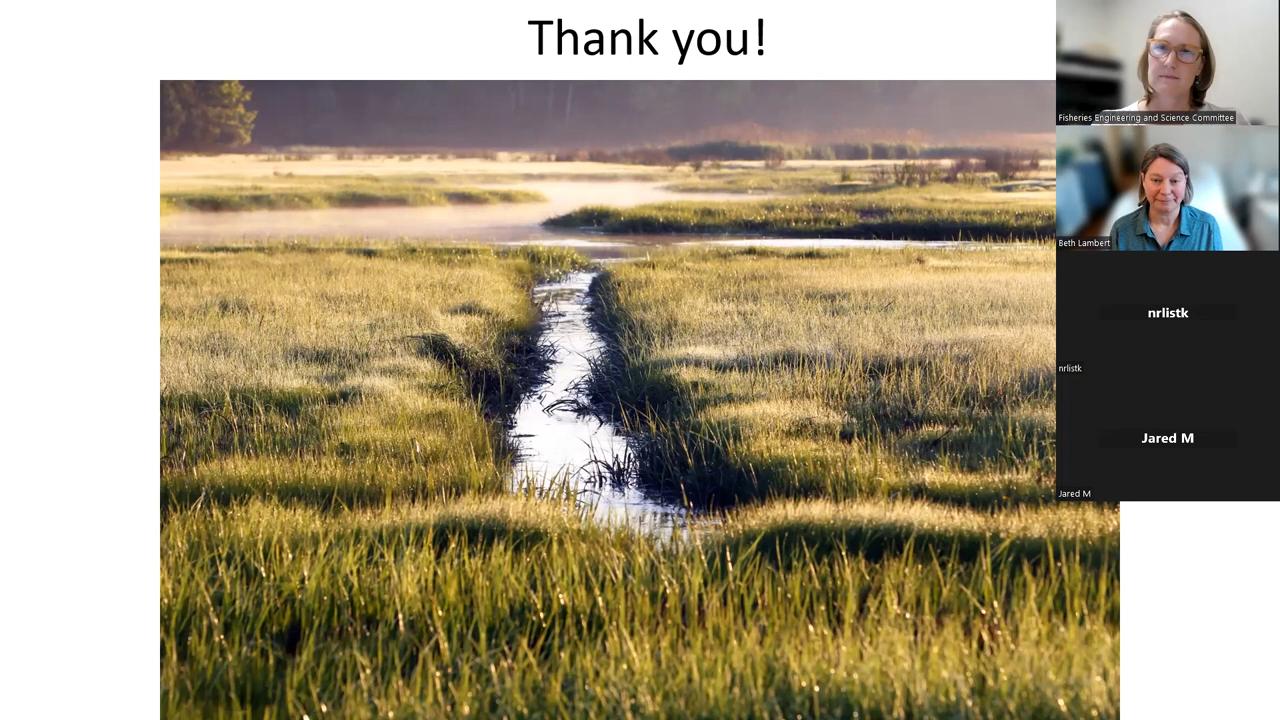 Thank you!
Fisheries Engineering and Science Committee
Beth Lambert
nrlistk
nrlistk
Jared M
Jared M